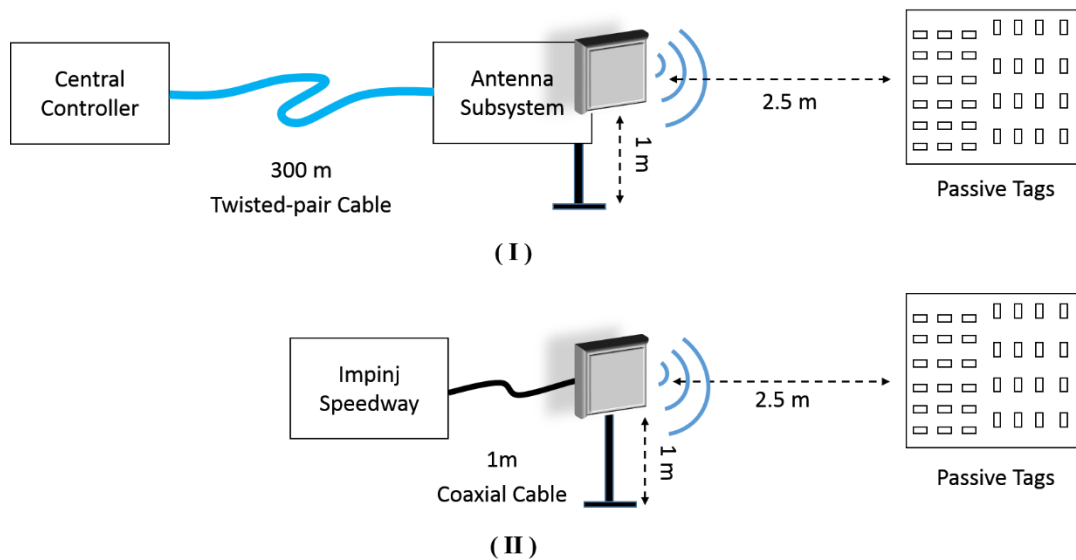 Central
Controller
Antenna
Subsystem
2.5 m
1 m
300 m
Twisted-pair Cable
Passive Tags
( I )
Impinj
Speedway
2.5 m
1 m
1m
Coaxial Cable
Passive Tags
( II )